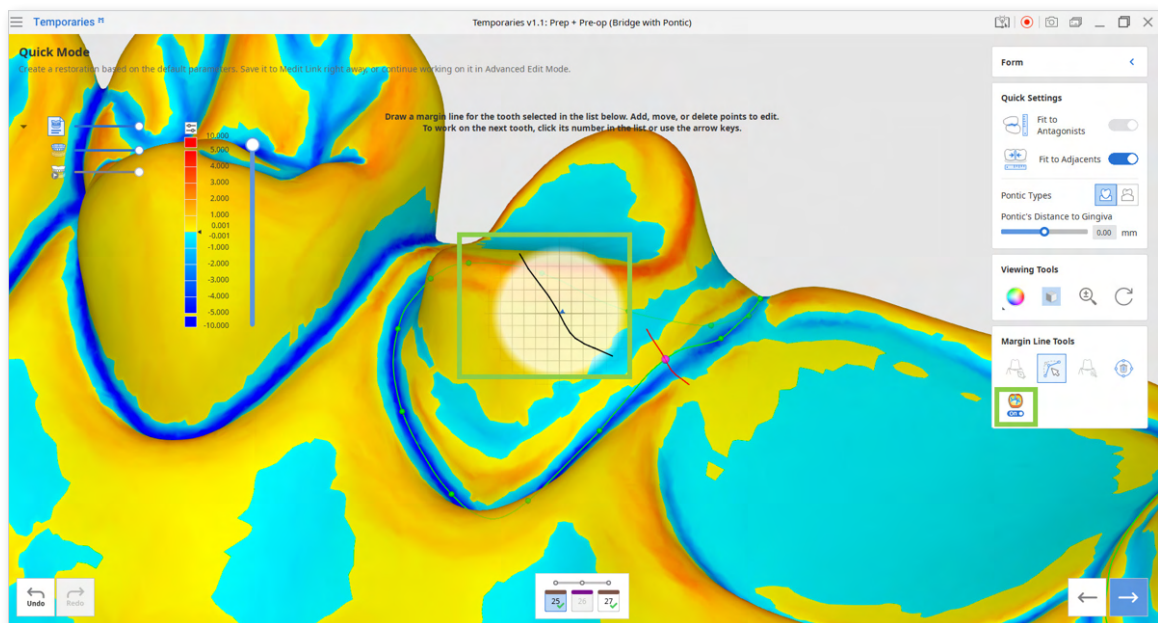 Temporaries
Temporaries v1.1: Prep + Pre-op (Bridge with Pontic)
Quick Mode
Create a restoration based on the default parameters. Save it to Medit Link right away, or continue working on it in Advanced Edit Mode.
Draw a margin line for the tooth selected in the list below. Add, move, or delete points to edit.
To work on the next tooth, click its number in the list or use the arrow keys.
10.000
5.000
4.000
3.000
2.000
1.000
0.001
-0.001
-1.000
-2.000
-3.000
-4.000
-5.000
-10.000
Form
Quick Settings
Fit to
Antagonists
Fit to Adjacents
Pontic Types
Pontic's Distance to Gingiva
0.00 mm
Viewing Tools
Margin Line Tools
On
Undo
Redo
25 26 27